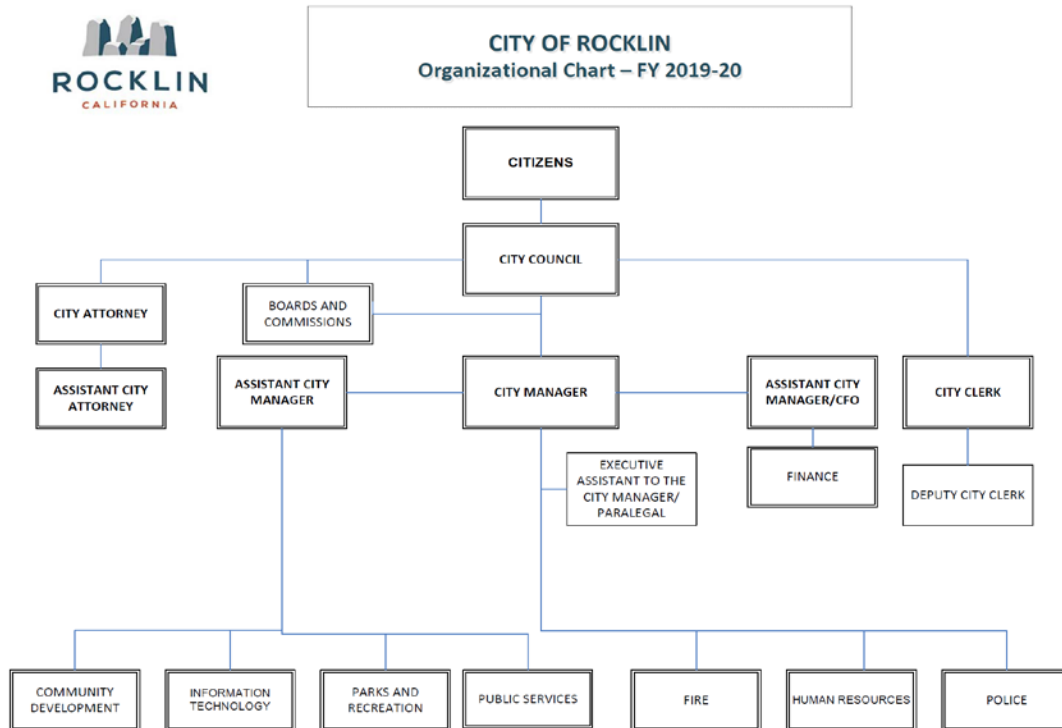 ROCKLIN
CALIFORNIA
CITY OF ROCKLIN
Organizational Chart – FY 2019-20
CITIZENS
CITY COUNCIL
CITY ATTORNEY
BOARDS AND
COMMISSIONS
ASSISTANT CITY
ATTORNEY
ASSISTANT CITY
MANAGER
CITY MANAGER
ASSISTANT CITY
MANAGER/CFO
CITY CLERK
EXECUTIVE
ASSISTANT TO THE
CITY MANAGER/
PARALEGAL
FINANCE
DEPUTY CITY CLERK
COMMUNITY
DEVELOPMENT
INFORMATION
TECHNOLOGY
PARKS AND
RECREATION
PUBLIC SERVICES
FIRE
HUMAN RESOURCES
POLICE